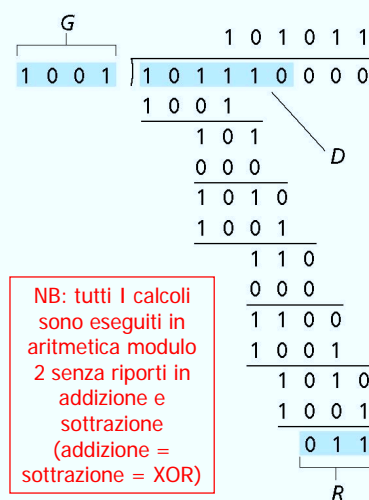 G
1 0 1 0 1 1
1 0 0 1 1 0 1 1 1 0 0 0 0
1 0 0 1
1 0 1 D
0 0 0
1 0 1 0
1 0 0 1
1 1 0
0 0 0
1 1 0 0
1 0 0 1
1 0 1 0
1 0 0 1
0 1 1
R
NB: tutti I calcoli
sono eseguiti in
aritmetica modulo
2 senza riporti in
addizione e
sottrazione
(addizione =
sottrazione = XOR)